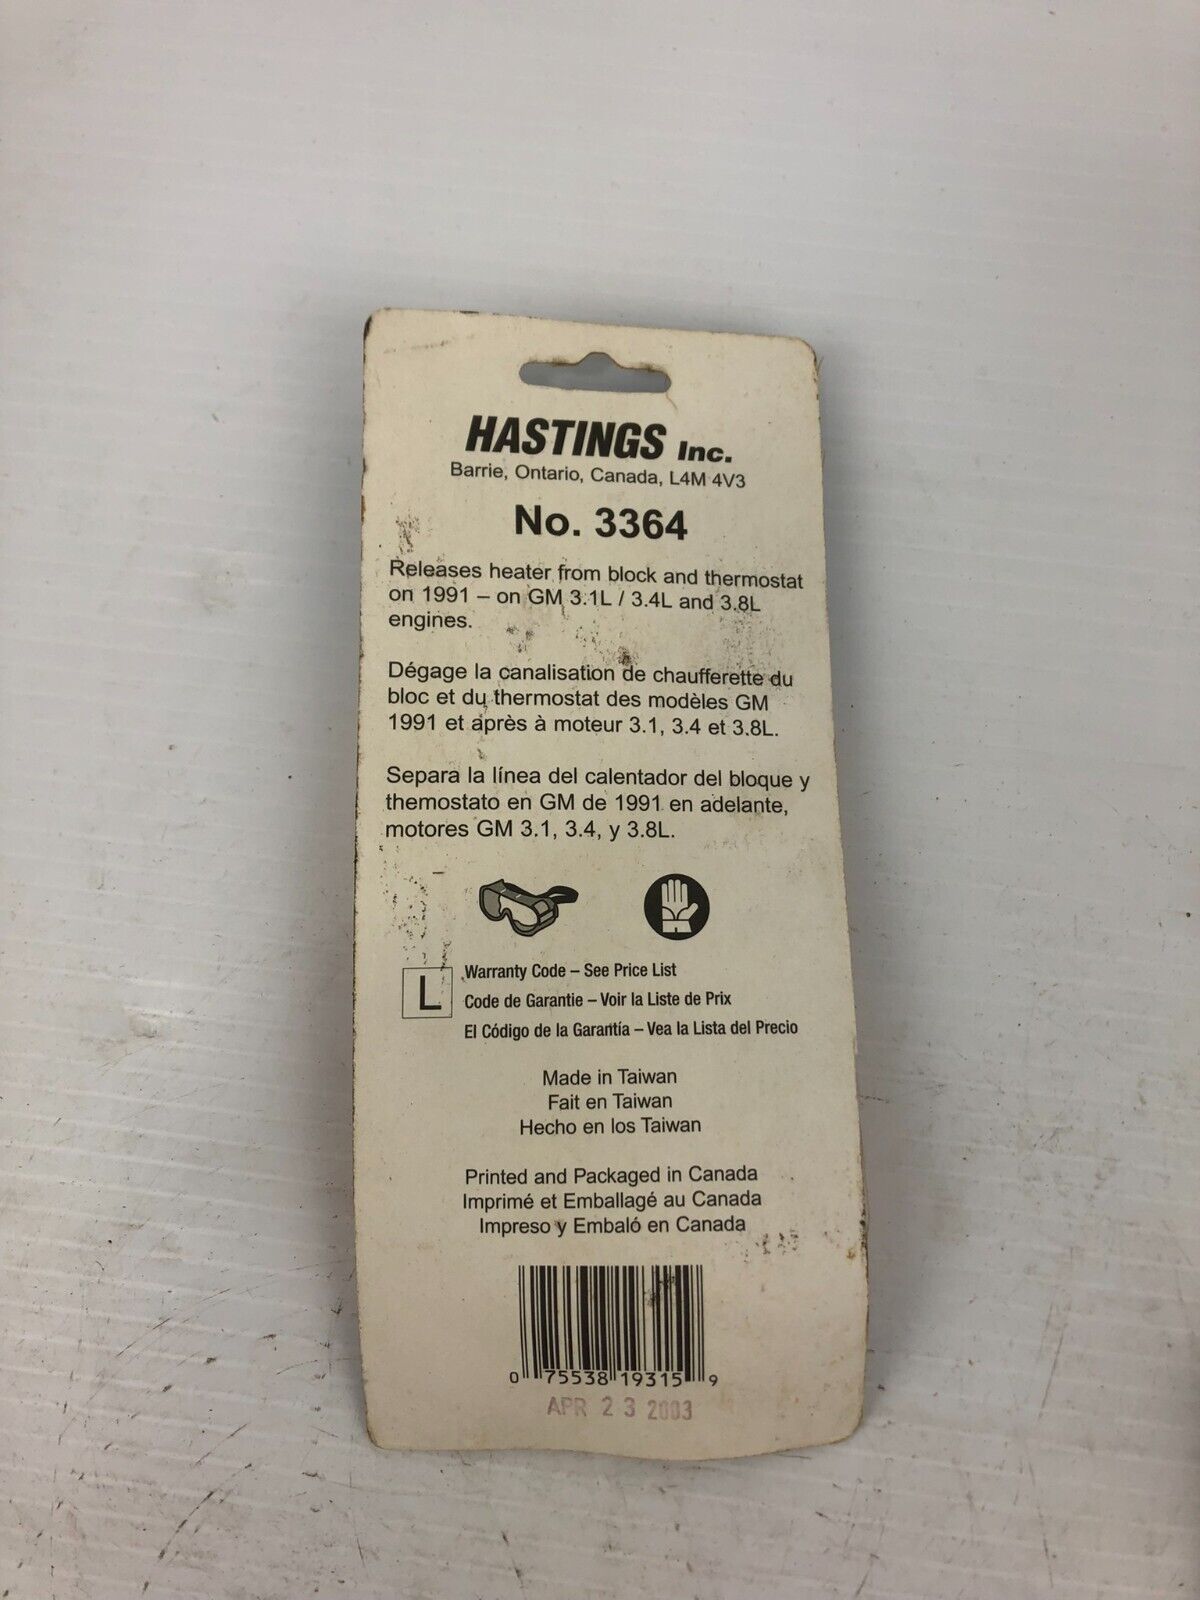 HASTINGS Inc.
Barrie, Ontario, Canada, L4M 4V3
No. 3364
Releases heater from block and thermostat
on 1991 – on GM 3.1L / 3.4L and 3.8L
engines.
Dégage la canalisation de chaufferette du
bloc et du thermostat des modèles GM
1991 et après à moteur 3.1, 3.4 et 3.8L.
Separa la línea del calentador del bloque y
themostato en GM de 1991 en adelante,
motores GM 3.1, 3.4, y 3.8L.
L
Warranty Code – See Price List
Code de Garantie – Voir la Liste de Prix
El Código de la Garantía – Vea la Lista del Precio
Made in Taiwan
Fait en Taiwan
Hecho en los Taiwan
Printed and Packaged in Canada
Imprimé et Emballagé au Canada
Impreso y Embaló en Canada
0 75538 19315 9
APR 23 2003